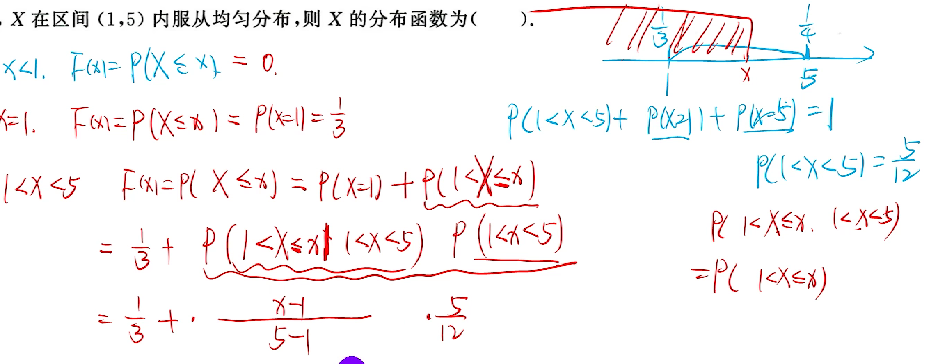 . X 在区间 (1,5) 内服从均匀分布,则 X 的分布函数为(      ).
1/3    1/4
x    5
x<1.  F(x)=P(X≤x) = 0.
x=1.  F(x)=P(X≤x) = P(X=1) = 1/3
P(1<X<5)+ P(X=1)+ P(X=5) = 1
P(1<X<5) = 5/12
1<x<5  F(x)=P(X≤x) = P(X=1) + P(1<X≤x)
= 1/3 + P(1<X≤x | 1<X<5) P(1<X<5)
= 1/3 + · (x-1)/(5-1) · 5/12
P( 1<X≤x, 1<X<5)
=P( 1<X≤x)